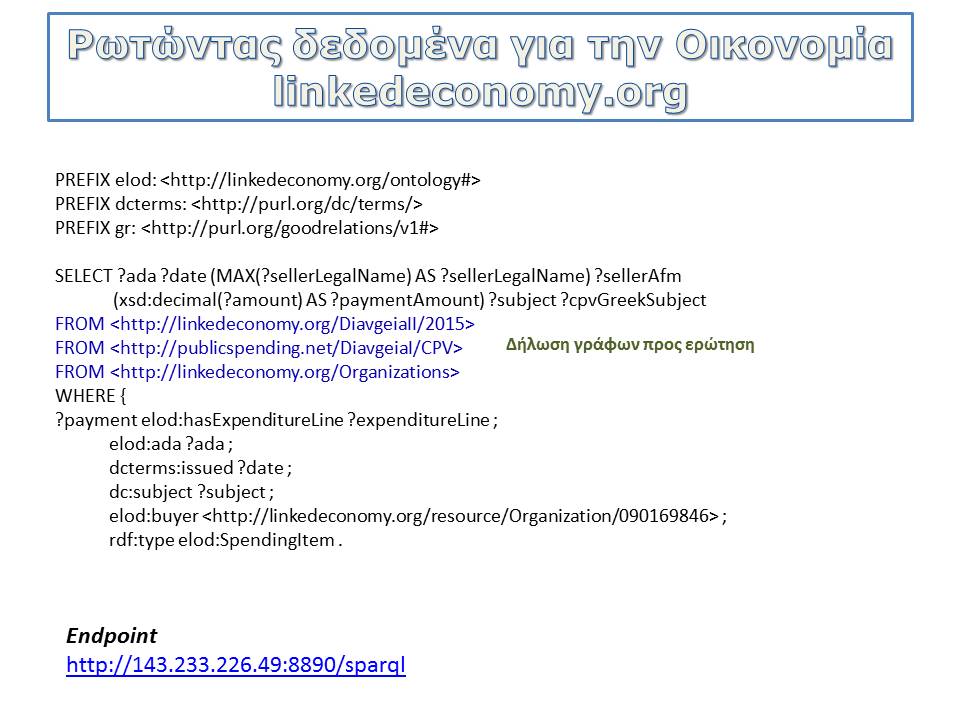 Ρωτώντας δεδομένα για την Οικονομία
linkedeconomy.org
PREFIX elod: <http://linkedeconomy.org/ontology#>
PREFIX dcterms: <http://purl.org/dc/terms/>
PREFIX gr: <http://purl.org/goodrelations/v1#>
SELECT ?ada ?date (MAX(?sellerLegalName) AS ?sellerLegalName) ?sellerAfm
(xsd:decimal(?amount) AS ?paymentAmount) ?subject ?cpvGreekSubject
FROM <http://linkedeconomy.org/DiavgeiaII/2015>
FROM <http://publicspending.net/DiavgeiaI/CPV>
Δήλωση γράφων προς ερώτηση
FROM <http://linkedeconomy.org/Organizations>
WHERE {
?payment elod:hasExpenditureLine ?expenditureLine ;
elod:ada ?ada ;
dcterms:issued ?date ;
dc:subject ?subject ;
elod:buyer <http://linkedeconomy.org/resource/Organization/090169846> ;
rdf:type elod:SpendingItem .
Endpoint
http://143.233.226.49:8890/sparql